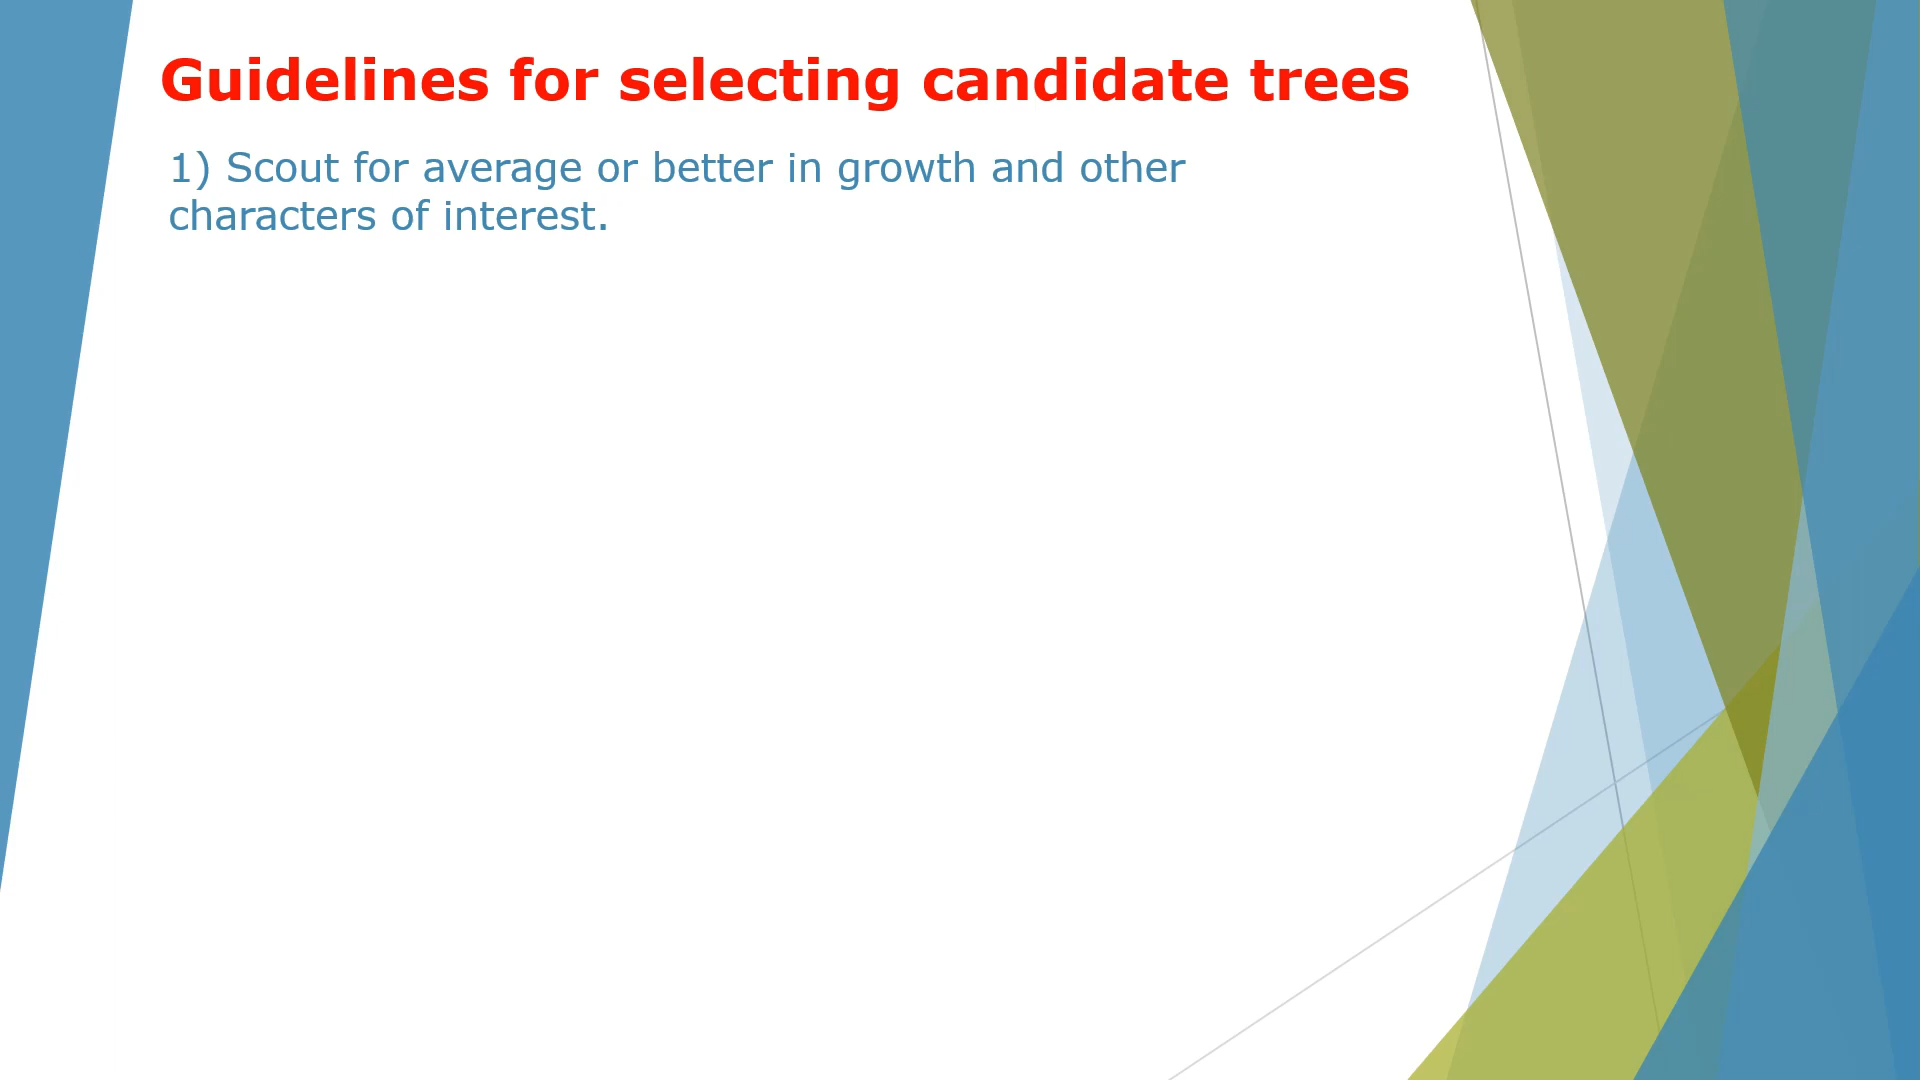 Guidelines for selecting candidate trees
1) Scout for average or better in growth and other
characters of interest.